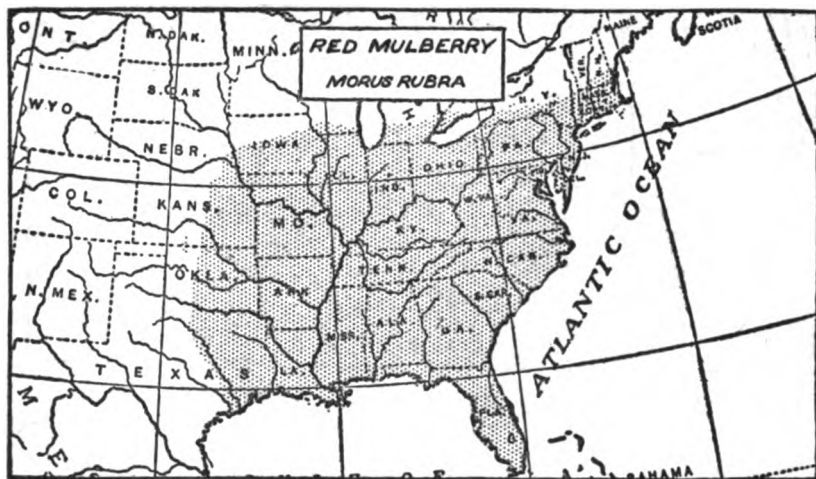 ONT.
N.DAK.
MINN.
RED MULBERRY
MORUS RUBRA
MAINE
SCOTIA
WYO.
S.DAK
N.Y.
NEBR.
IOWA
PA.
ILL.
IND.
OHIO
COL.
KANS.
MO.
W.VA.
VA.
KY.
N. MEX.
OKLA.
ARK
TENN.
N. CAR.
S.CAR.
MISS.
AL.
GA.
TEXAS
LA.
FLA.
ATLANTIC OCEAN
BAHAMA